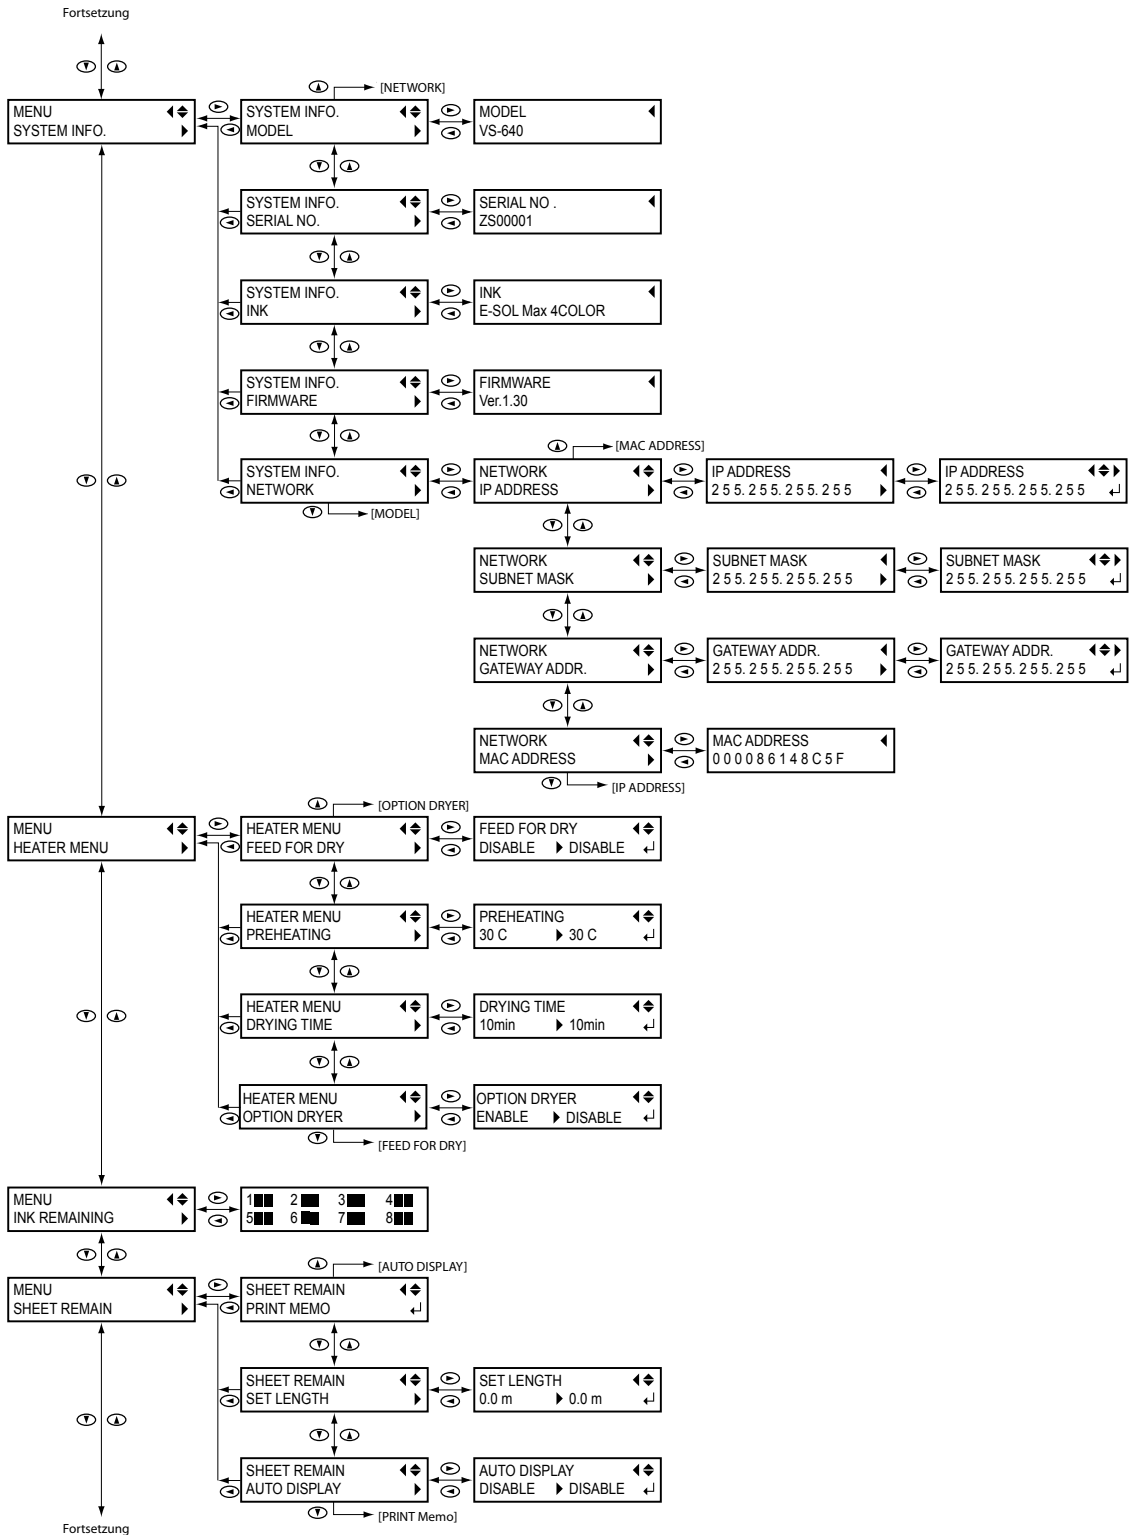 Fortsetzung
[NETWORK]
MENU
SYSTEM INFO.
SYSTEM INFO.
MODEL
MODEL
VS-640
SYSTEM INFO.
SERIAL NO.
SERIAL NO .
ZS00001
SYSTEM INFO.
INK
INK
E-SOL Max 4COLOR
SYSTEM INFO.
FIRMWARE
FIRMWARE
Ver.1.30
[MAC ADDRESS]
SYSTEM INFO.
NETWORK
NETWORK
IP ADDRESS
IP ADDRESS
2 5 5. 2 5 5. 2 5 5. 2 5 5
IP ADDRESS
2 5 5. 2 5 5. 2 5 5. 2 5 5
[MODEL]
NETWORK
SUBNET MASK
SUBNET MASK
2 5 5. 2 5 5. 2 5 5. 2 5 5
SUBNET MASK
2 5 5. 2 5 5. 2 5 5. 2 5 5
NETWORK
GATEWAY ADDR.
GATEWAY ADDR.
2 5 5. 2 5 5. 2 5 5. 2 5 5
GATEWAY ADDR.
2 5 5. 2 5 5. 2 5 5. 2 5 5
NETWORK
MAC ADDRESS
MAC ADDRESS
0 0 0 0 8 6 1 4 8 C 5 F
[IP ADDRESS]
[OPTION DRYER]
MENU
HEATER MENU
HEATER MENU
FEED FOR DRY
FEED FOR DRY
DISABLE DISABLE
HEATER MENU
PREHEATING
PREHEATING
30 C 30 C
HEATER MENU
DRYING TIME
DRYING TIME
10min 10min
HEATER MENU
OPTION DRYER
OPTION DRYER
ENABLE DISABLE
[FEED FOR DRY]
MENU
INK REMAINING
1 2 3 4
5 6 7 8
[AUTO DISPLAY]
MENU
SHEET REMAIN
SHEET REMAIN
PRINT MEMO
SHEET REMAIN
SET LENGTH
SET LENGTH
0.0 m 0.0 m
SHEET REMAIN
AUTO DISPLAY
AUTO DISPLAY
DISABLE DISABLE
[PRINT Memo]
Fortsetzung